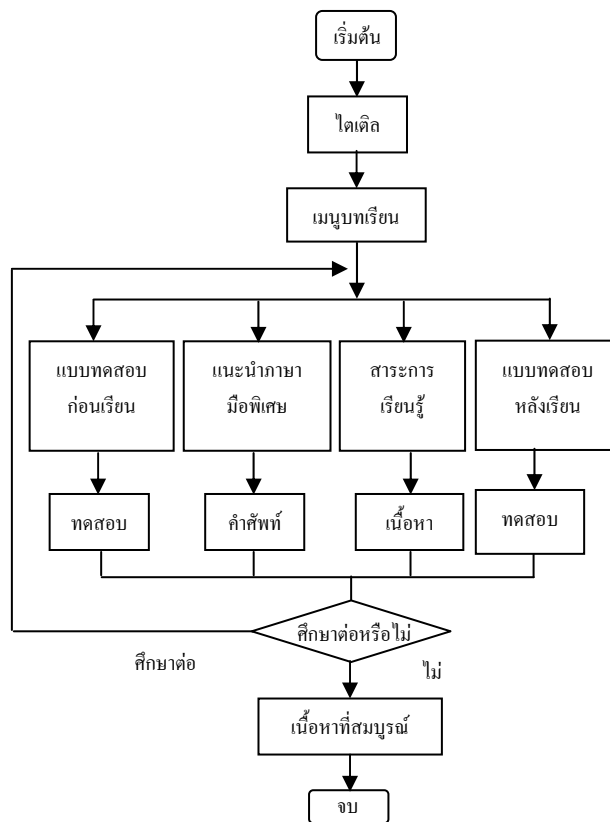 เริ่มต้น
ไตเติล
เมนูบทเรียน
แบบทดสอบ
ก่อนเรียน
แนะนำภาษา
มือพิเศษ
สาระการ
เรียนรู้
แบบทดสอบ
หลังเรียน
ทดสอบ
คำศัพท์
เนื้อหา
ทดสอบ
ศึกษาต่อหรือไม่
ศึกษาต่อ
ไม่
เนื้อหาที่สมบูรณ์
จบ